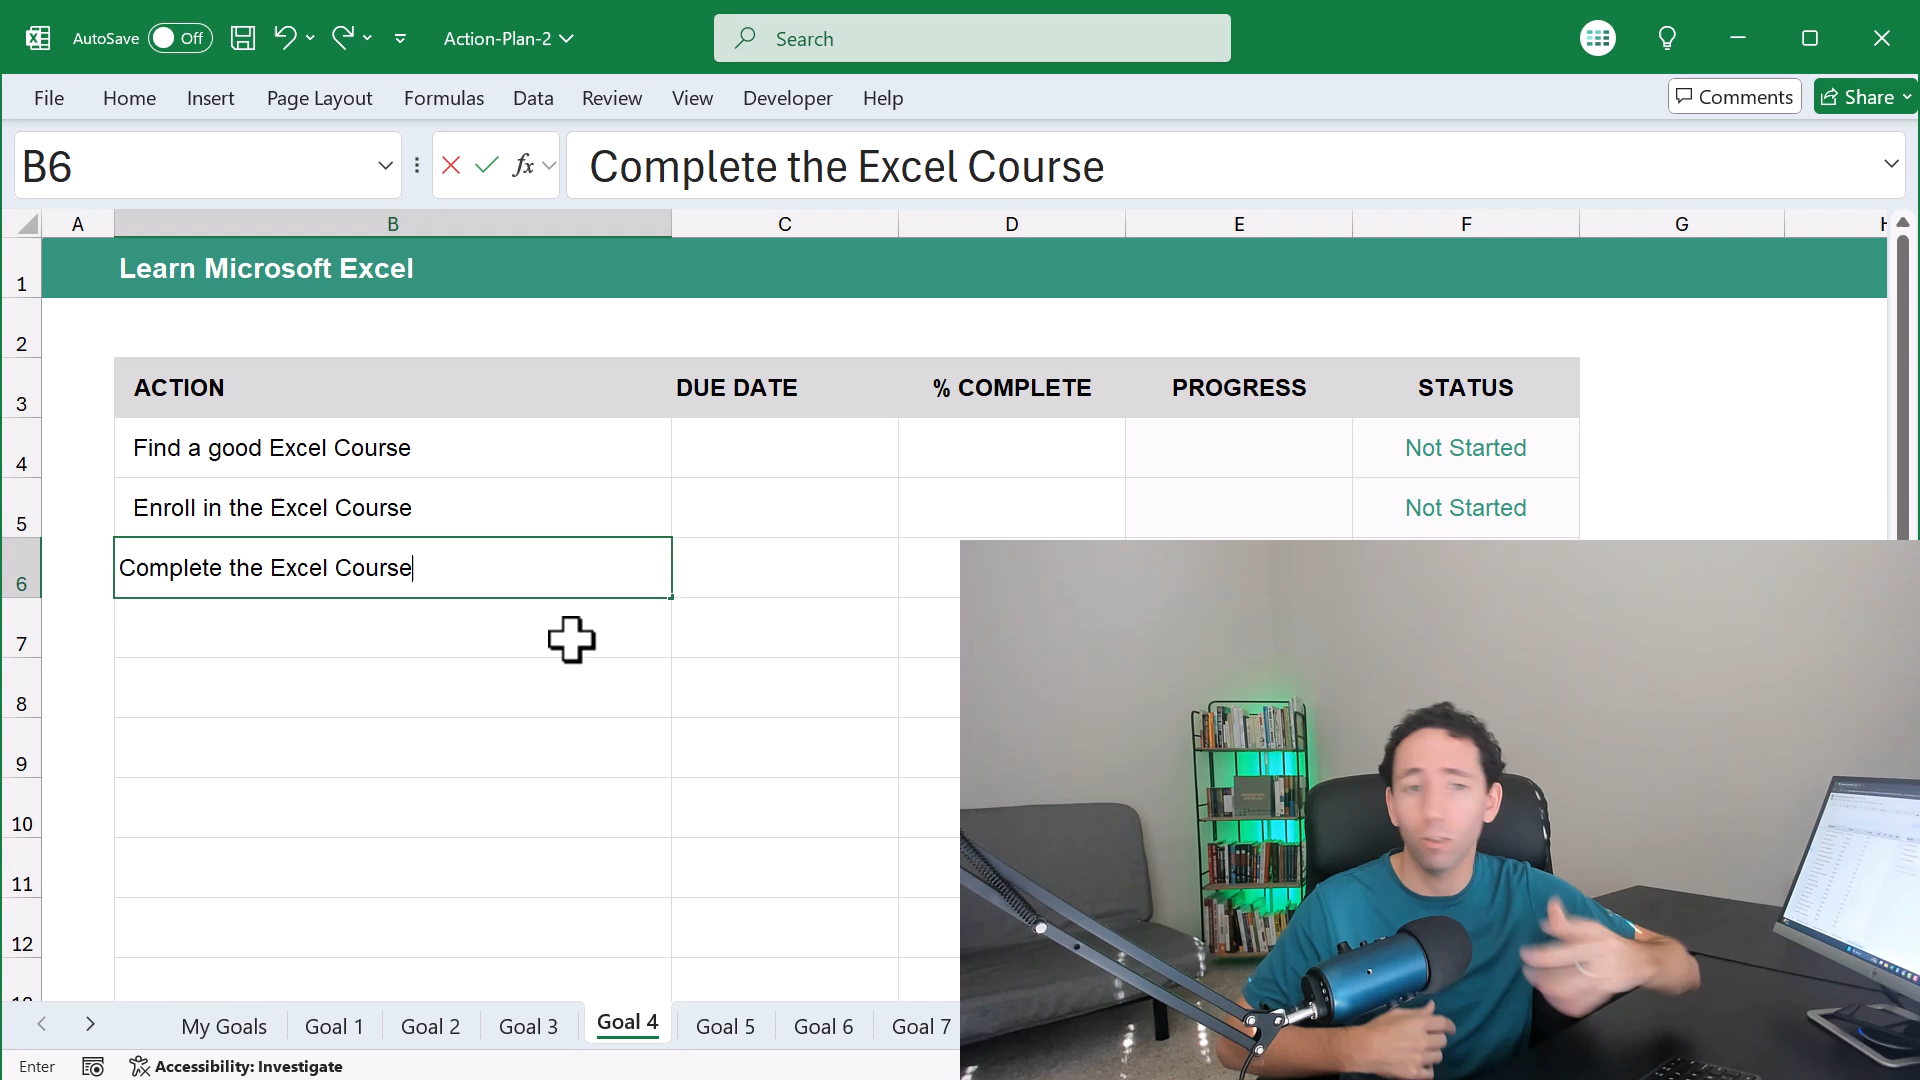 AutoSave Off Action-Plan-2 Search
File Home Insert Page Layout Formulas Data Review View Developer Help Comments Share
B6 fx Complete the Excel Course
A B C D E F G
1 Learn Microsoft Excel
2
3 ACTION DUE DATE % COMPLETE PROGRESS STATUS
4 Find a good Excel Course Not Started
5 Enroll in the Excel Course Not Started
6 Complete the Excel Course
7
8
9
10
11
12
My Goals Goal 1 Goal 2 Goal 3 Goal 4 Goal 5 Goal 6 Goal 7
Enter Accessibility: Investigate